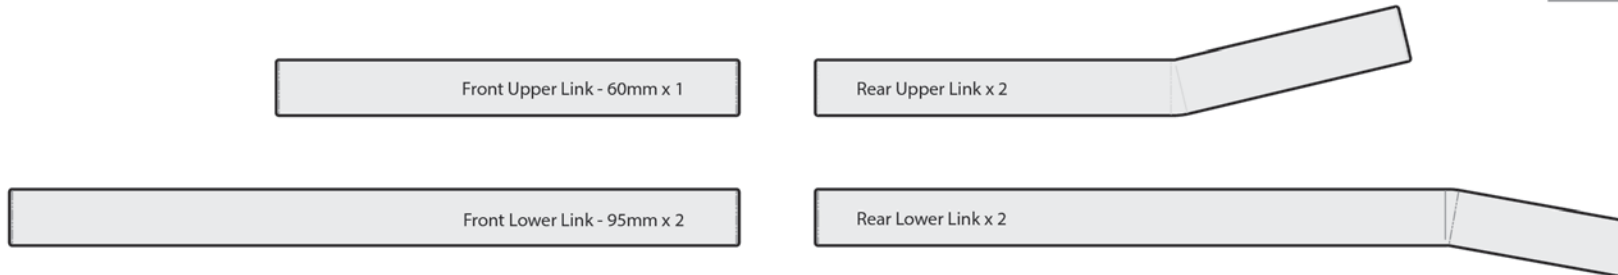 Front Upper Link - 60mm x 1
Rear Upper Link x 2
Front Lower Link - 95mm x 2
Rear Lower Link x 2